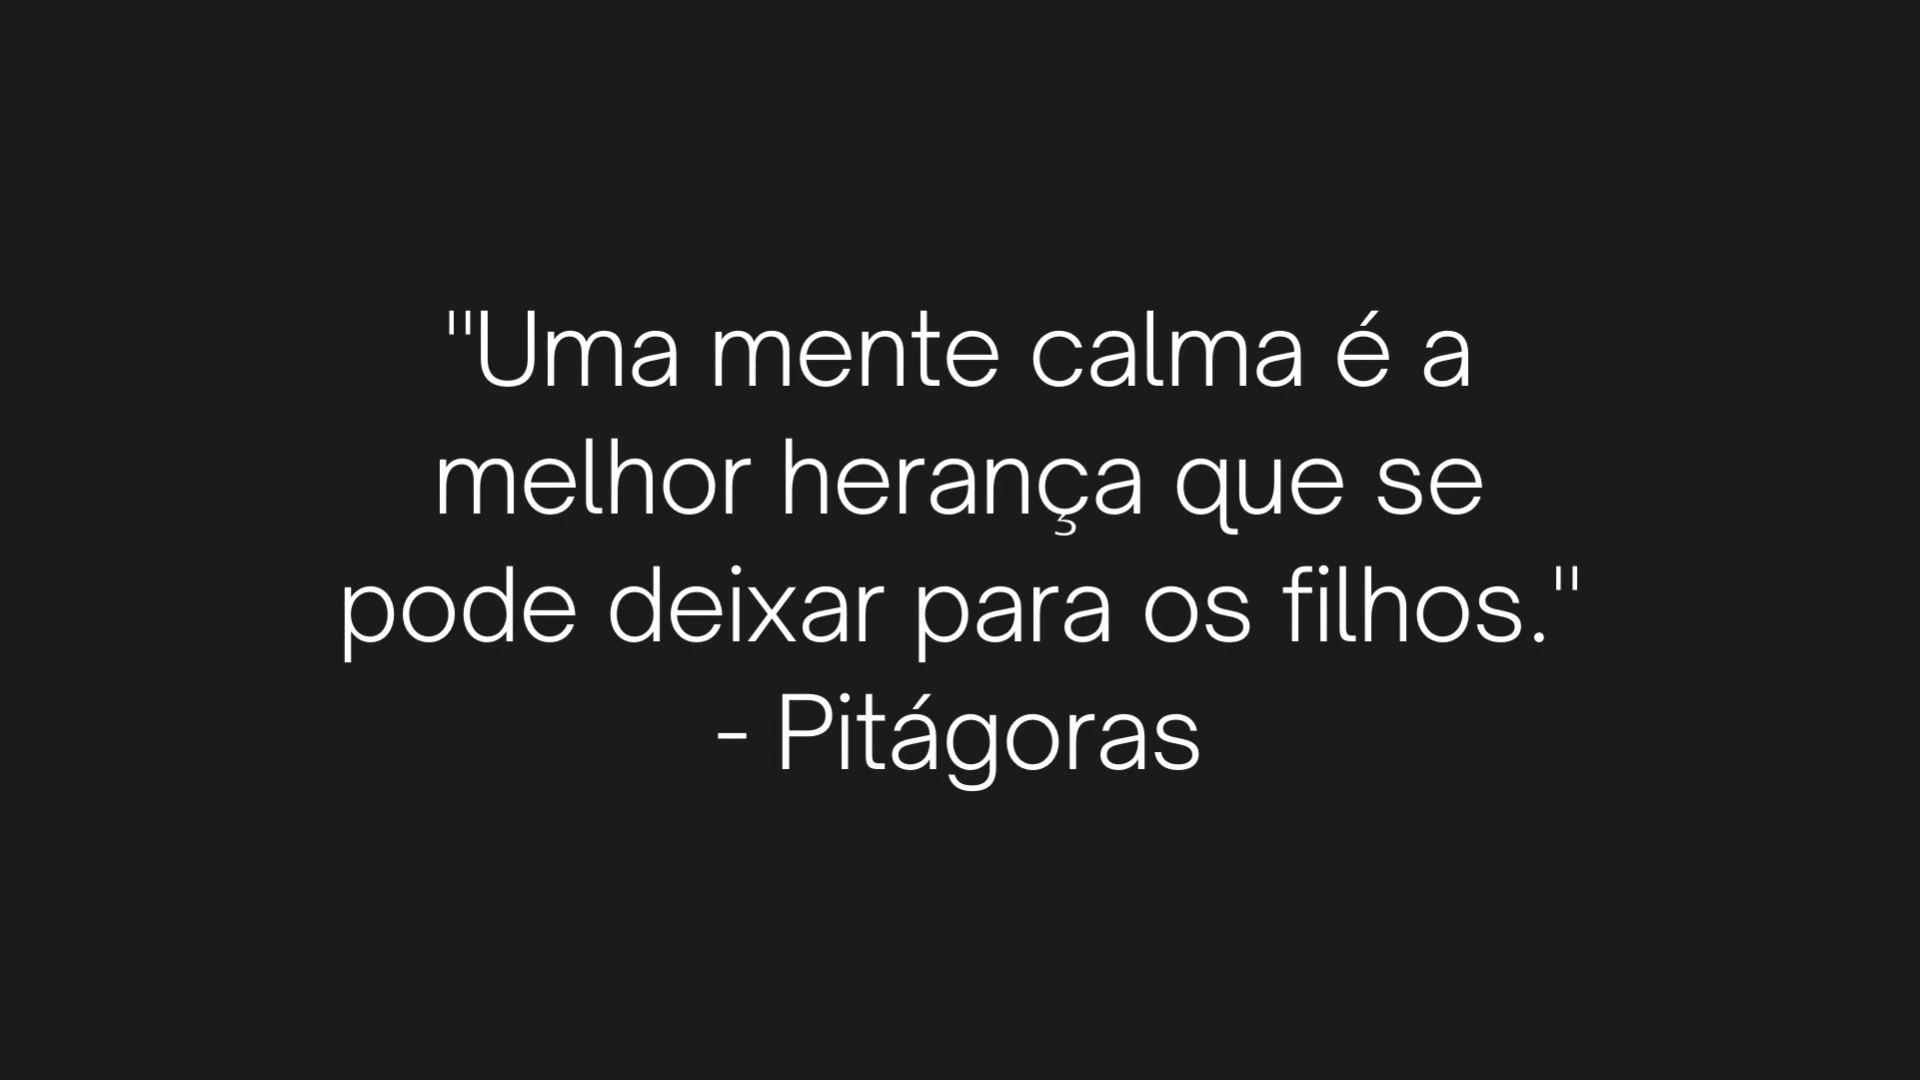 "Uma mente calma é a
melhor herança que se
pode deixar para os filhos."
- Pitágoras